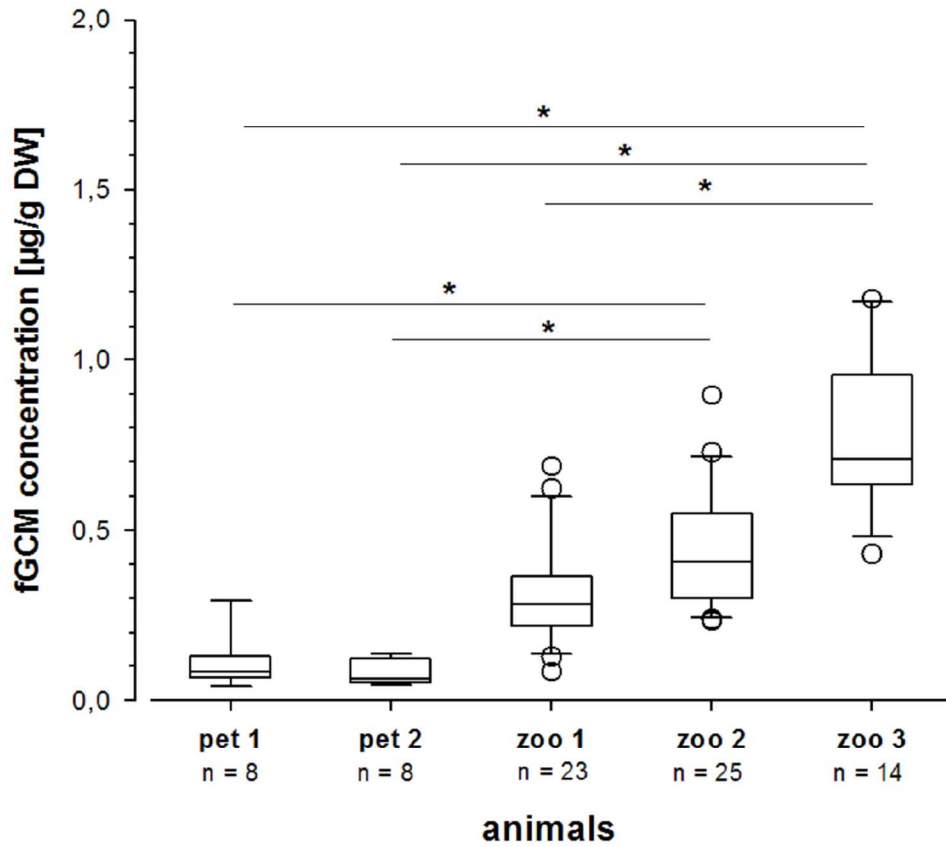 2,0
1,5
1,0
0,5
0,0
fGCM concentration [µg/g DW]
*
*
*
*
*
pet 1 pet 2 zoo 1 zoo 2 zoo 3
n = 8 n = 8 n = 23 n = 25 n = 14
animals